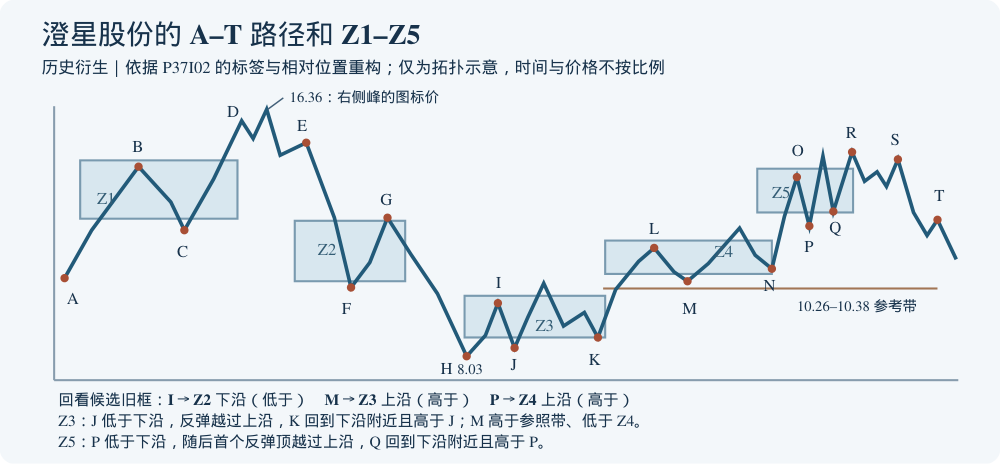 澄星股份的 A–T 路径和 Z1–Z5
历史衍生｜依据 P37I02 的标签与相对位置重构；仅为拓扑示意，时间与价格不按比例
16.36：右侧峰的图标价
D
E
B
R
S
O
Z1
Z5
T
G
L
Q
C
Z2
P
Z4
A
I
N
F
M
10.26–10.38 参考带
Z3
K
H 8.03
J
回看候选旧框：I→Z2 下沿（低于） M→Z3 上沿（高于） P→Z4 上沿（高于）
Z3：J 低于下沿，反弹越过上沿，K 回到下沿附近且高于 J；M 高于参照带、低于 Z4。
Z5：P 低于下沿，随后首个反弹顶越过上沿，Q 回到下沿附近且高于 P。